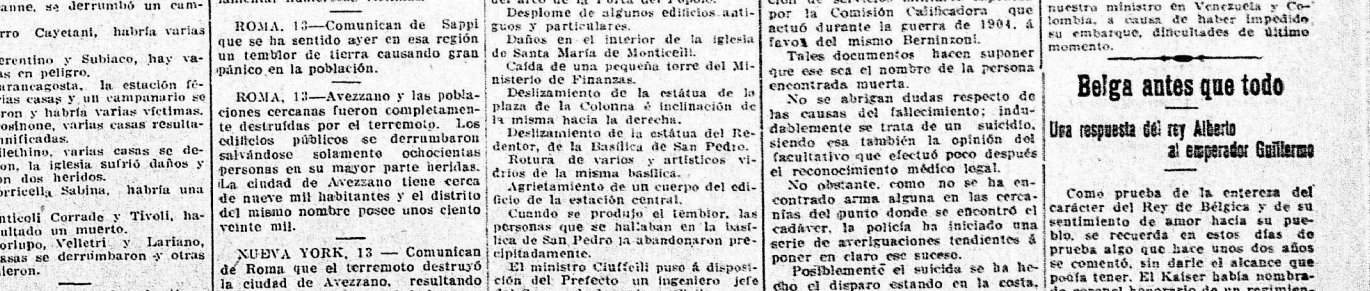 anne, se derrumbó un cam-
rro Cayetani, habría varias
erentino y Subiaco, hay va-
as en peligro.
arancagosta, la estación fé-
rias casas y un campanario se
ron y habría varias víctimas.
osinone, varias casas resulta-
nnificadas.
llethino, varias casas se de-
on, la iglesia sufrió daños y
on dos heridos.
orricella Sabina, habría una
nticoli Corrade y Tivoli, ha-
ultado un muerto.
orlupo, Velletri y Lariano,
asas se derrumbaron y otras
ieron.
ROMA, 13—Comunican de Sappi
que se ha sentido ayer en esa región
un temblor de tierra causando gran
pánico en la población.
ROMA, 13—Avezzano y las pobla-
ciones cercanas fueron completamen-
te destruídas por el terremoto. Los
edificios públicos se derrumbaron
salvándose solamente ochocientas
personas en su mayor parte heridas.
La ciudad de Avezzano tiene cerca
de nueve mil habitantes y el distrito
del mismo nombre posee unos ciento
veinte mil.
NUEVA YORK, 13 — Comunican
de Roma que el terremoto destruyó
la ciudad de Avezzano, resultando
Desplome de algunos edificios anti-
guos y particulares.
Daños en el interior de la iglesia
de Santa María de Monticelli.
Caída de una pequeña torre del Mi-
nisterio de Finanzas.
Deslizamiento de la estátua de la
plaza de la Colonna é inclinación de
la misma hacia la derecha.
Deslizamiento de la estátua del Re-
dentor, de la Basílica de San Pedro.
Rotura de varios y artísticos vi-
drios de la misma basílica.
Agrietamiento de un cuerpo del edi-
ficio de la estación central.
Cuando se produjo el temblor, las
personas que se hallaban en la basí-
lica de San Pedro la abandonaron pre-
cipitadamente.
El ministro Ciuffelli puso á disposi-
ción del Prefecto un ingeniero jefe
por la Comisión Calificadora que
actuó durante la guerra de 1904, á
favor del mismo Berninzoni.
Tales documentos hacen suponer
que ese sea el nombre de la persona
encontrada muerta.
No se abrigan dudas respecto de
las causas del fallecimiento; indu-
dablemente se trata de un suicidio,
siendo esa también la opinión del
facultativo que efectuó poco después
el reconocimiento médico legal.
No obstante, como no se ha en-
contrado arma alguna en las cerca-
nías del punto donde se encontró el
cadáver, la policía ha iniciado una
serie de averiguaciones tendientes á
poner en claro ese suceso.
Posiblemente el suicida se ha he-
cho el disparo estando en la costa,
nuestro ministro en Venezuela y Co-
lombia, a causa de haber impedido
su embarque, dificultades de último
momento.
Belga antes que todo
Una respuesta del rey Alberto
al emperador Guillermo
Como prueba de la entereza del
carácter del Rey de Bélgica y de su
sentimiento de amor hacia su pue-
blo, se recuerda en estos días de
prueba algo que hace unos dos años
se comentó, sin darle el alcance que
podía tener. El Kaiser había nombra-